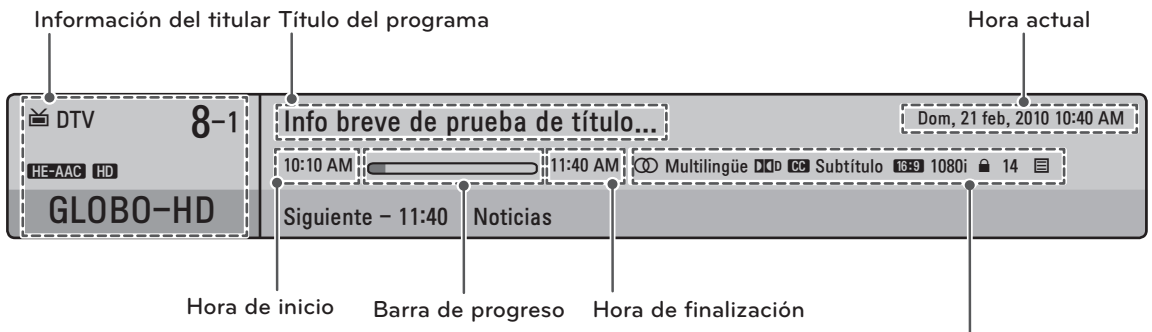 Información del titular Título del programa Hora actual
DTV 8-1
Info breve de prueba de título...
Dom, 21 feb, 2010 10:40 AM
HE-AAC HD
10:10 AM 11:40 AM Multilingüe DD D CC Subtítulo 16:9 1080i 14
GLOBO-HD
Siguiente - 11:40 Noticias
Hora de inicio Barra de progreso Hora de finalización